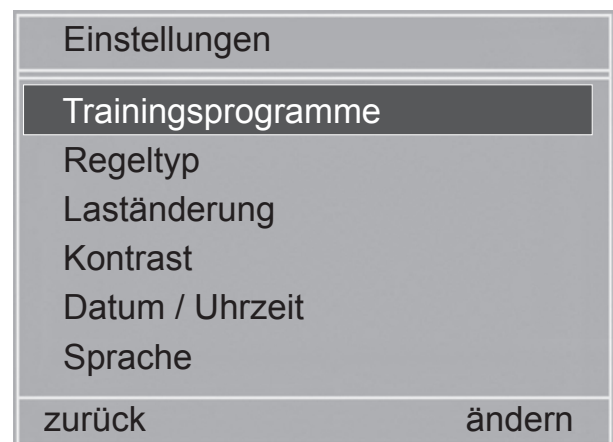 Einstellungen
Trainingsprogramme
Regeltyp
Laständerung
Kontrast
Datum / Uhrzeit
Sprache
zurück ändern